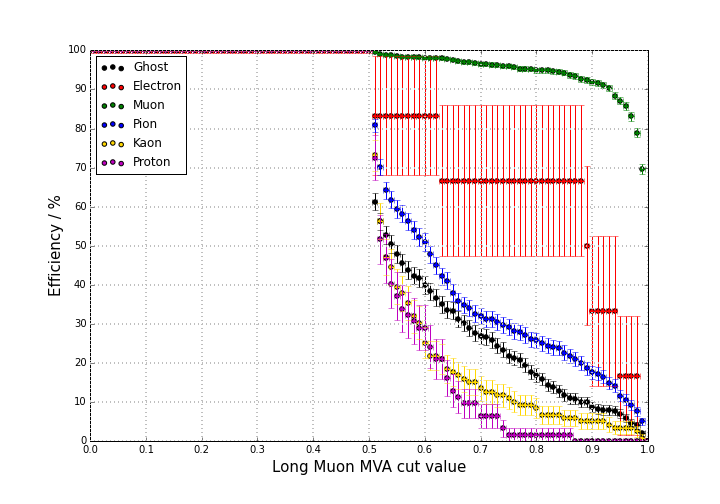 100
90
80
70
60
50
40
30
20
10
0
Efficiency / %
Ghost
Electron
Muon
Pion
Kaon
Proton
0.0 0.1 0.2 0.3 0.4 0.5 0.6 0.7 0.8 0.9 1.0
Long Muon MVA cut value